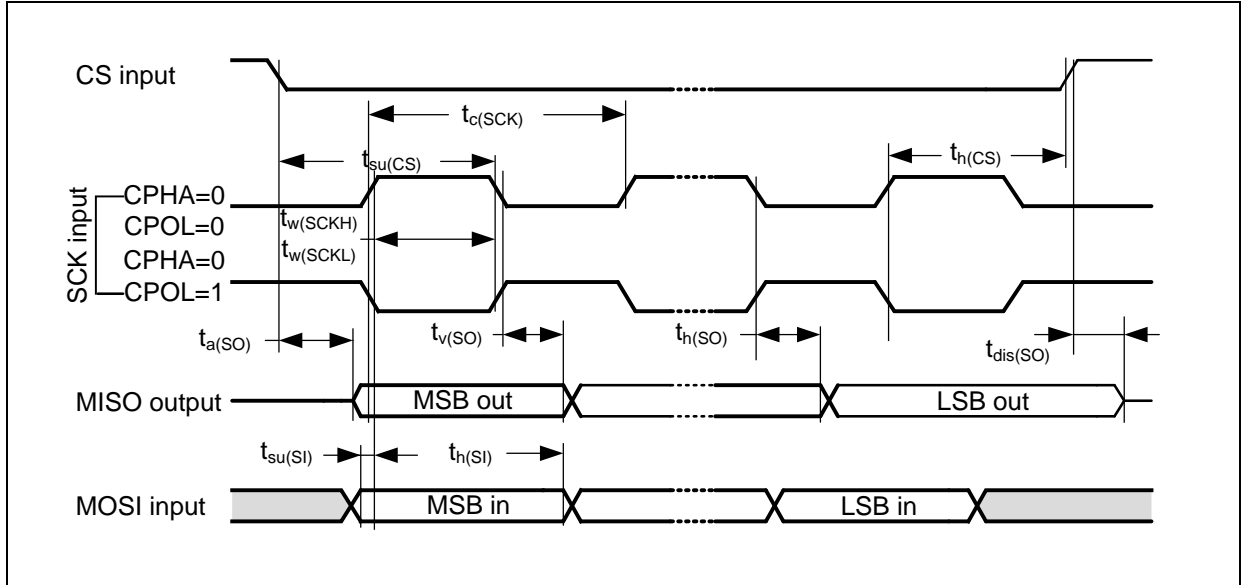 CS input
tc(SCK)
tsu(CS)
th(CS)
SCK input
CPHA=0
CPOL=0
CPHA=0
CPOL=1
tw(SCKH)
tw(SCKL)
ta(SO)
tv(SO)
th(SO)
tdis(SO)
MISO output
MSB out
LSB out
tsu(SI)
th(SI)
MOSI input
MSB in
LSB in